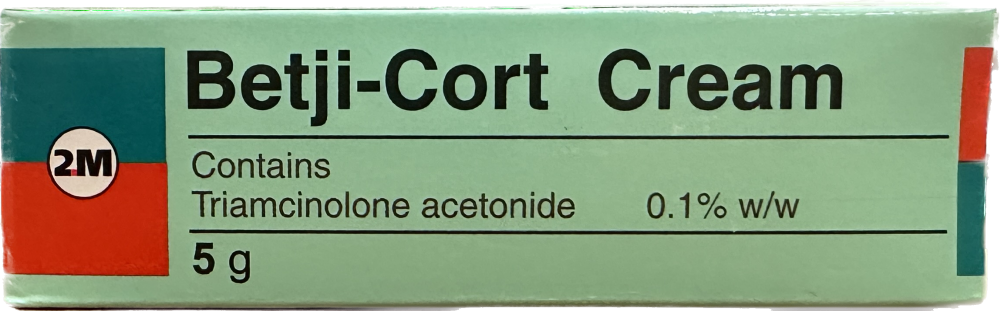 Betji-Cort Cream
2M
Contains
Triamcinolone acetonide 0.1% w/w
5 g